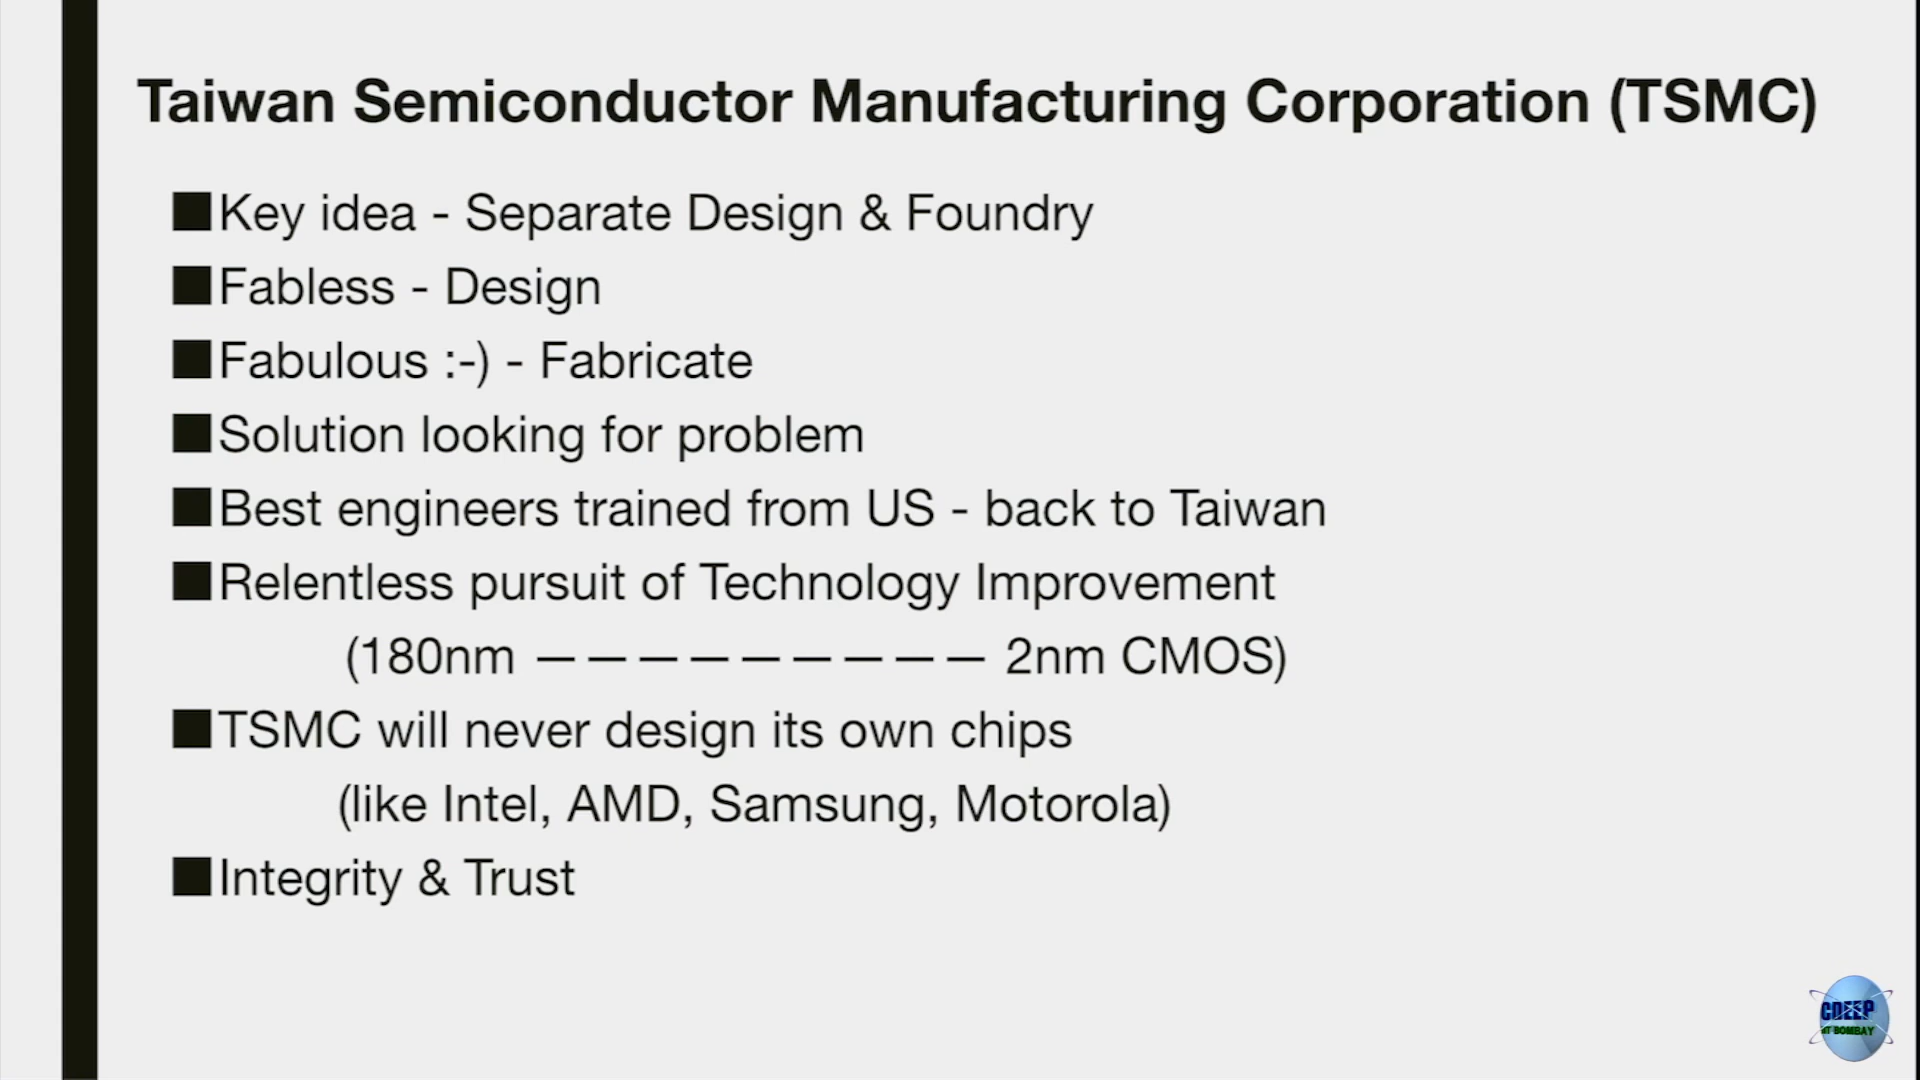 Taiwan Semiconductor Manufacturing Corporation (TSMC)
■Key idea - Separate Design & Foundry
■Fabless - Design
■Fabulous :-) - Fabricate
■Solution looking for problem
■Best engineers trained from US - back to Taiwan
■Relentless pursuit of Technology Improvement
(180nm — — — — — — — — — 2nm CMOS)
■TSMC will never design its own chips
(like Intel, AMD, Samsung, Motorola)
■Integrity & Trust
CDEEP
IIT BOMBAY